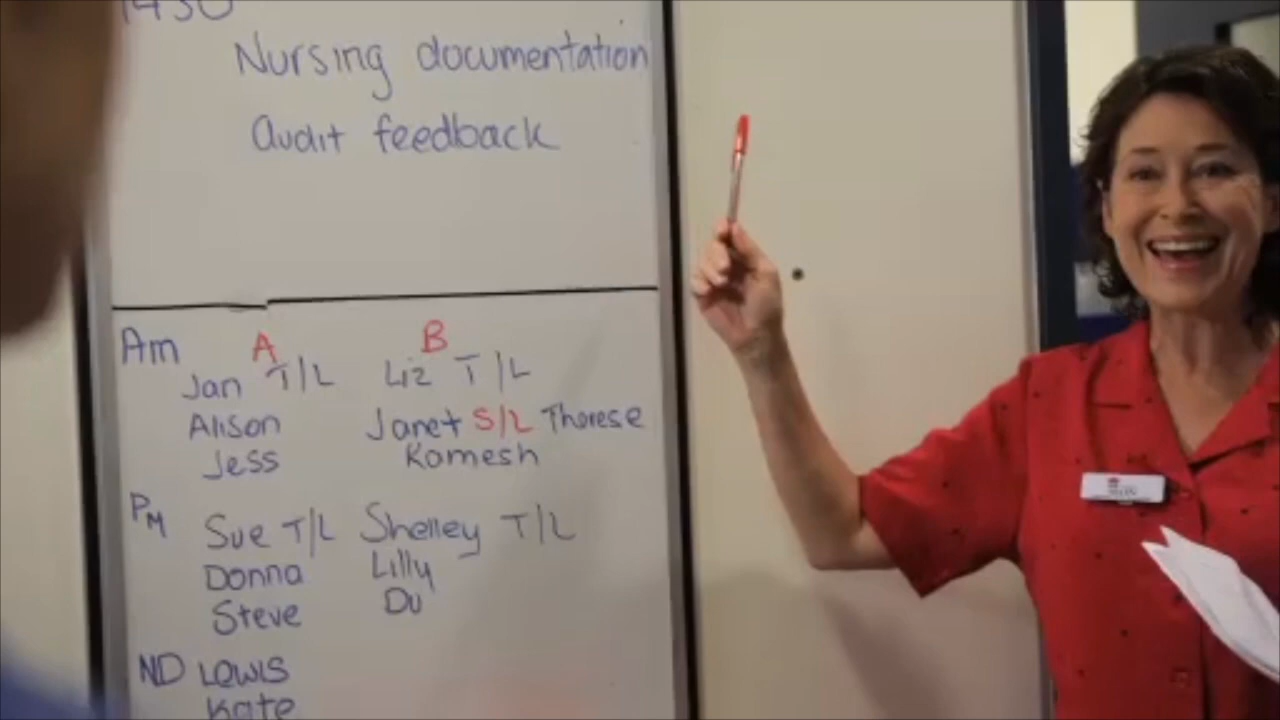 1430
Nursing documentation
audit feedback
Am A B
Jan T/L Liz T/L
Alison Janet S/L Therese
Jess Kamesh
PM
Sue T/L Shelley T/L
Donna Lilly
Steve Du
ND Lewis
Kate